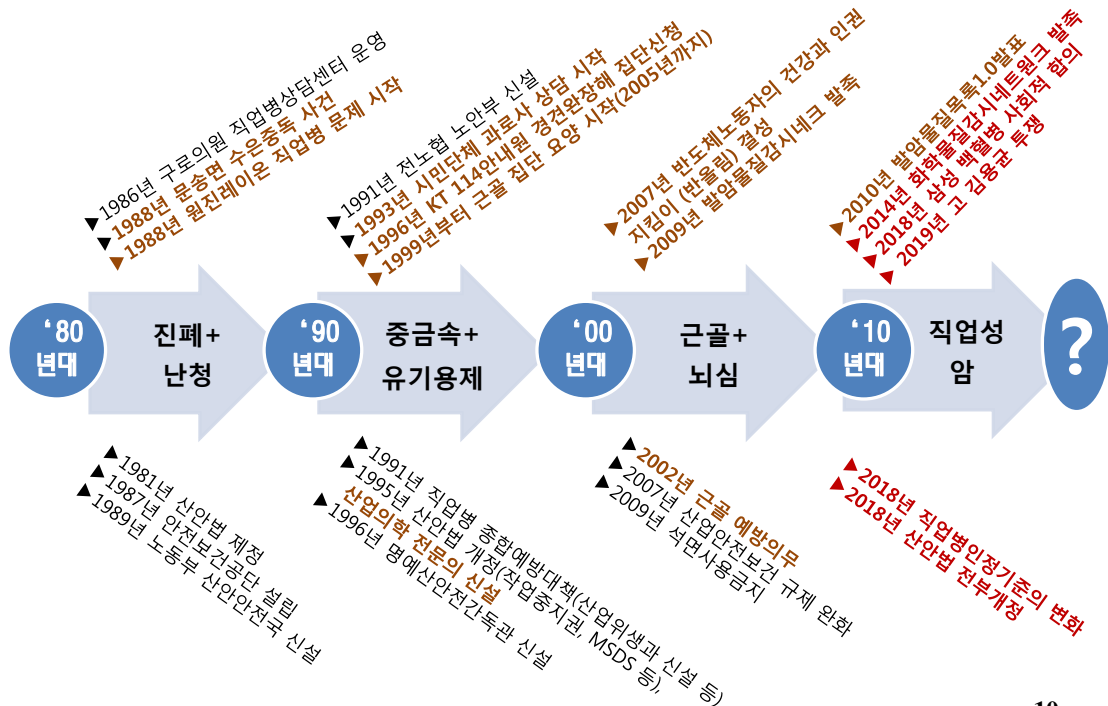 ▶1986년 구로의원 직업병상담센터 운영
▶1988년 문송면 수은중독 사건
▶1988년 원진레이온 직업병 문제 시작
▶1991년 전노협 노안부 신설
▶1993년 시민단체 과로사 상담 시작
▶1996년 KT 114안내원 경견완장해 집단신청
▶1999년부터 근골 집단 요양 시작(2005년까지)
▶2007년 반도체노동자의 건강과 인권
지킴이 (반올림) 결성
▶2009년 발암물질감시네크 발족
▶2010년 발암물질목록1.0발표
▶2014년 화학물질감시네트워크 발족
▶2018년 삼성 백혈병 사회적 합의
▶2019년 고 김용균 투쟁
‘80
년대
진폐+
난청
‘90
년대
중금속+
유기용제
‘00
년대
근골+
뇌심
‘10
년대
직업성
암
?
▶1981년 산안법 제정
▶1987년 안전보건공단 설립
▶1989년 노동부 산안안전국 신설
▶1991년 직업병 종합예방대책(산업위생과 신설 등)
▶1995년 산안법 개정(작업중지권, MSDS 등),
산업의학 전문의 신설
▶1996년 명예산안전간독관 신설
▶2002년 근골 예방의무
▶2007년 산업안전보건 규제 완화
▶2009년 석면사용금지
▶2018년 직업병인정기준의 변화
▶2018년 산안법 전부개정